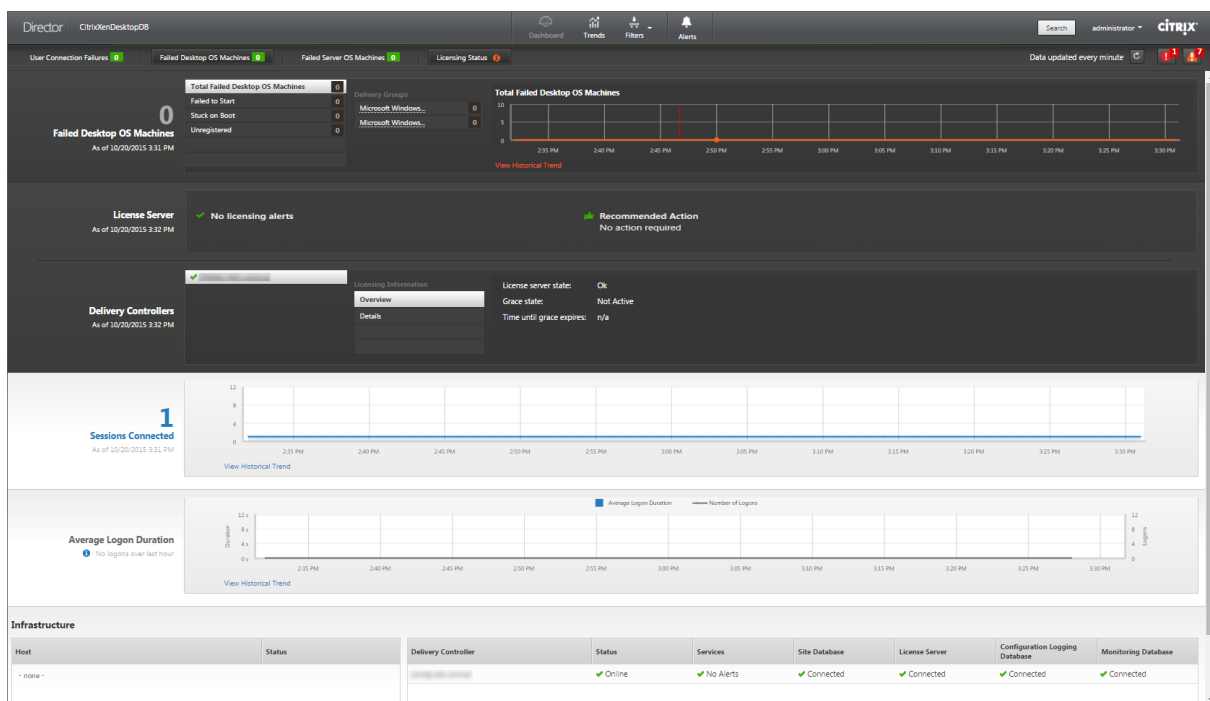 Director CitrixXenDesktopDB Dashboard Trends Filters Alerts Search administrator CİTRIX
User Connection Failures 0 Failed Desktop OS Machines 0 Failed Server OS Machines 0 Licensing Status Data updated every minute 1 7
0
Failed Desktop OS Machines
As of 10/20/2015 3:31 PM
Total Failed Desktop OS Machines 0
Failed to Start 0
Stuck on Boot 0
Unregistered 0
Delivery Groups
Microsoft Windows... 0
Microsoft Windows... 0
Total Failed Desktop OS Machines
10
5
0
2:35 PM 2:40 PM 2:45 PM 2:50 PM 2:55 PM 3:00 PM 3:05 PM 3:10 PM 3:15 PM 3:20 PM 3:25 PM 3:30 PM
View Historical Trend
License Server
As of 10/20/2015 3:32 PM
No licensing alerts
Recommended Action
No action required
Delivery Controllers
As of 10/20/2015 3:32 PM
Licensing Information
Overview
Details
License server state: Ok
Grace state: Not Active
Time until grace expires: n/a
1
Sessions Connected
As of 10/20/2015 3:31 PM
12
8
4
0
2:35 PM 2:40 PM 2:45 PM 2:50 PM 2:55 PM 3:00 PM 3:05 PM 3:10 PM 3:15 PM 3:20 PM 3:25 PM 3:30 PM
View Historical Trend
Average Logon Duration
No logons over last hour
Average Logon Duration Number of Logons
Duration
12 s
8 s
4 s
0 s
12
8
4
0
Logons
2:35 PM 2:40 PM 2:45 PM 2:50 PM 2:55 PM 3:00 PM 3:05 PM 3:10 PM 3:15 PM 3:20 PM 3:25 PM 3:30 PM
View Historical Trend
Infrastructure
Host Status
- none -
Delivery Controller Status Services Site Database License Server Configuration Logging Database Monitoring Database
Online No Alerts Connected Connected Connected Connected